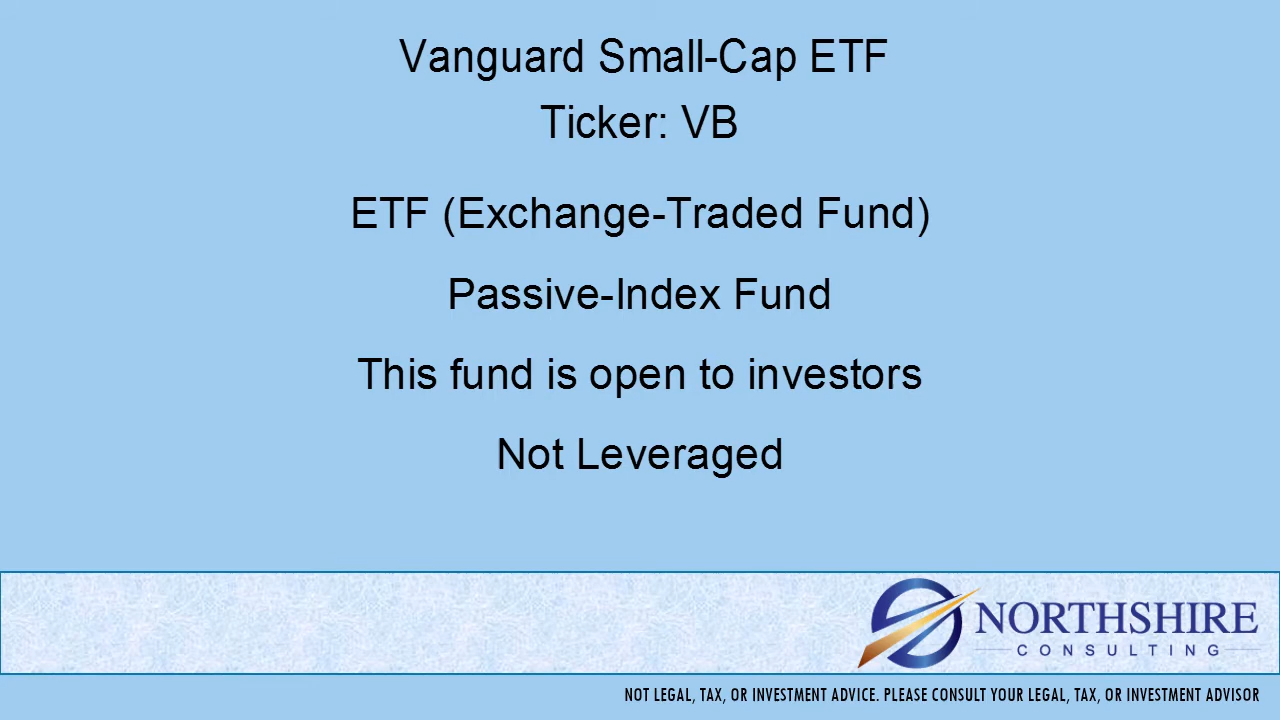 Vanguard Small-Cap ETF
Ticker: VB
ETF (Exchange-Traded Fund)
Passive-Index Fund
This fund is open to investors
Not Leveraged
NORTHSHIRE
CONSULTING
NOT LEGAL, TAX, OR INVESTMENT ADVICE. PLEASE CONSULT YOUR LEGAL, TAX, OR INVESTMENT ADVISOR